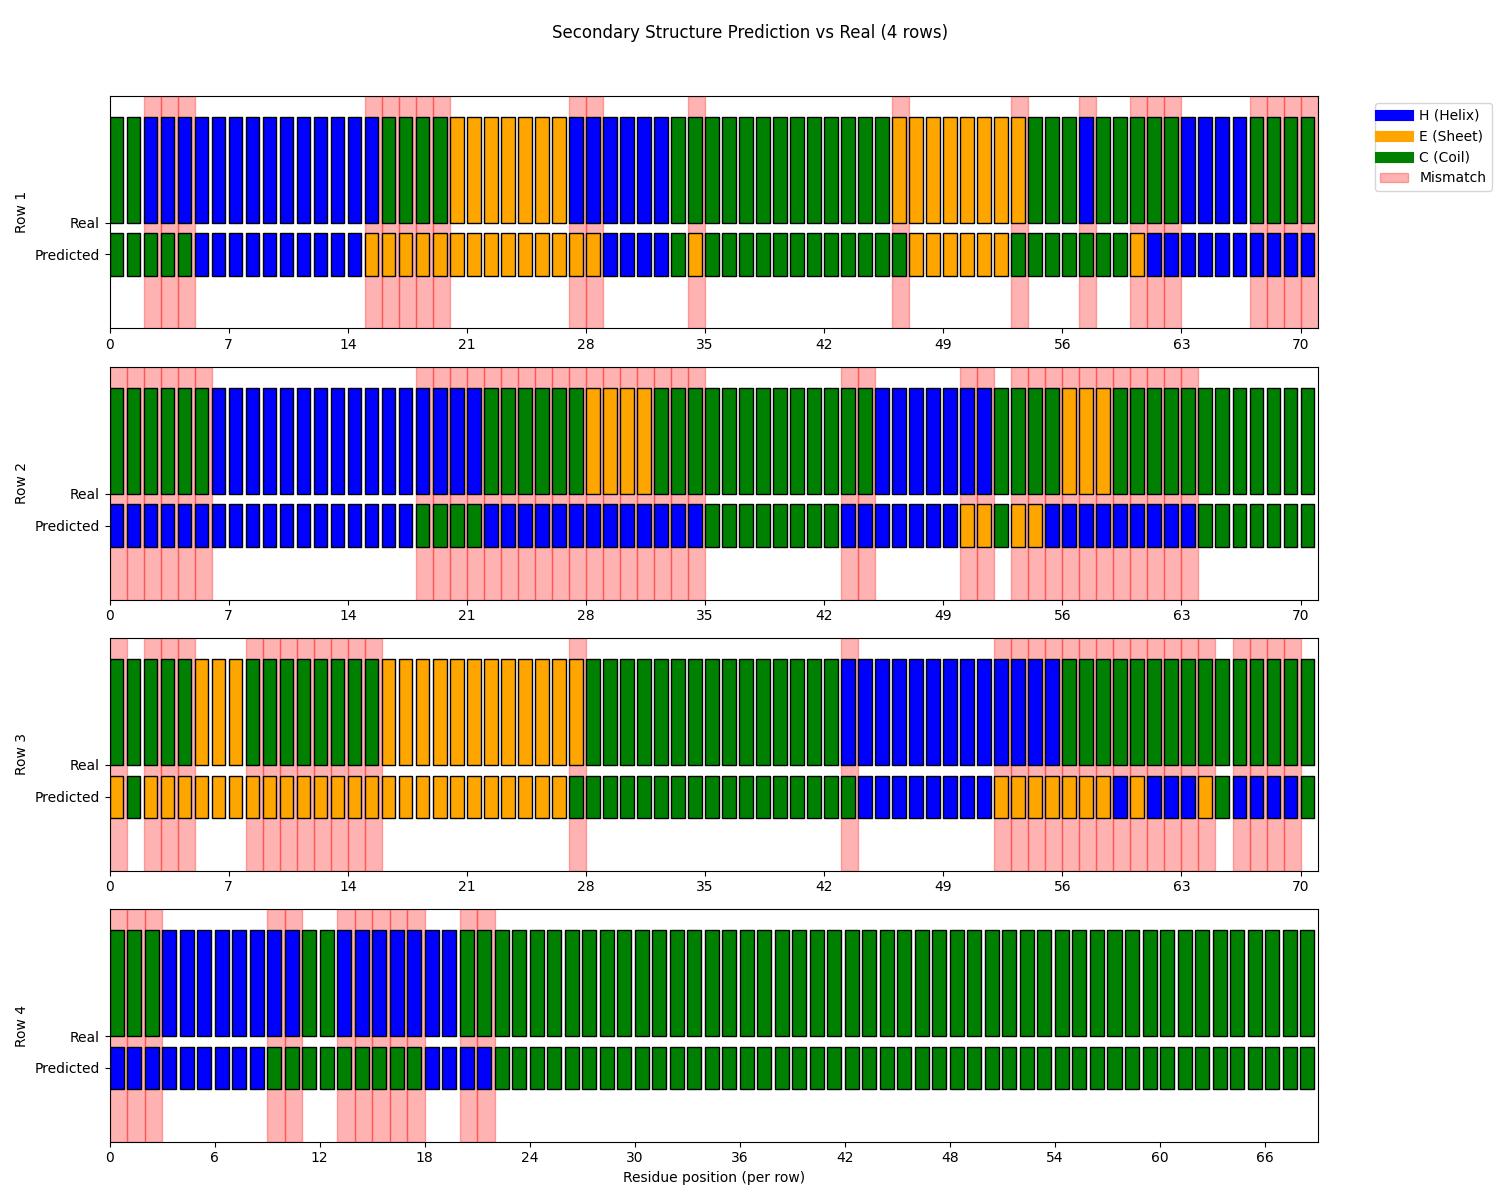 Secondary Structure Prediction vs Real (4 rows)
H (Helix)
E (Sheet)
C (Coil)
Mismatch
Row 1
Real
Predicted
0 7 14 21 28 35 42 49 56 63 70
Row 2
Real
Predicted
0 7 14 21 28 35 42 49 56 63 70
Row 3
Real
Predicted
0 7 14 21 28 35 42 49 56 63 70
Row 4
Real
Predicted
0 6 12 18 24 30 36 42 48 54 60 66
Residue position (per row)